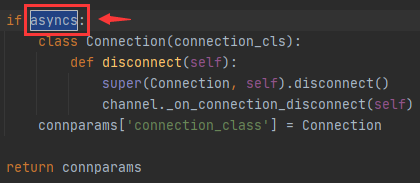 if asyncs:
class Connection(connection_cls):
def disconnect(self):
super(Connection, self).disconnect()
channel._on_connection_disconnect(self)
connparams['connection_class'] = Connection
return connparams